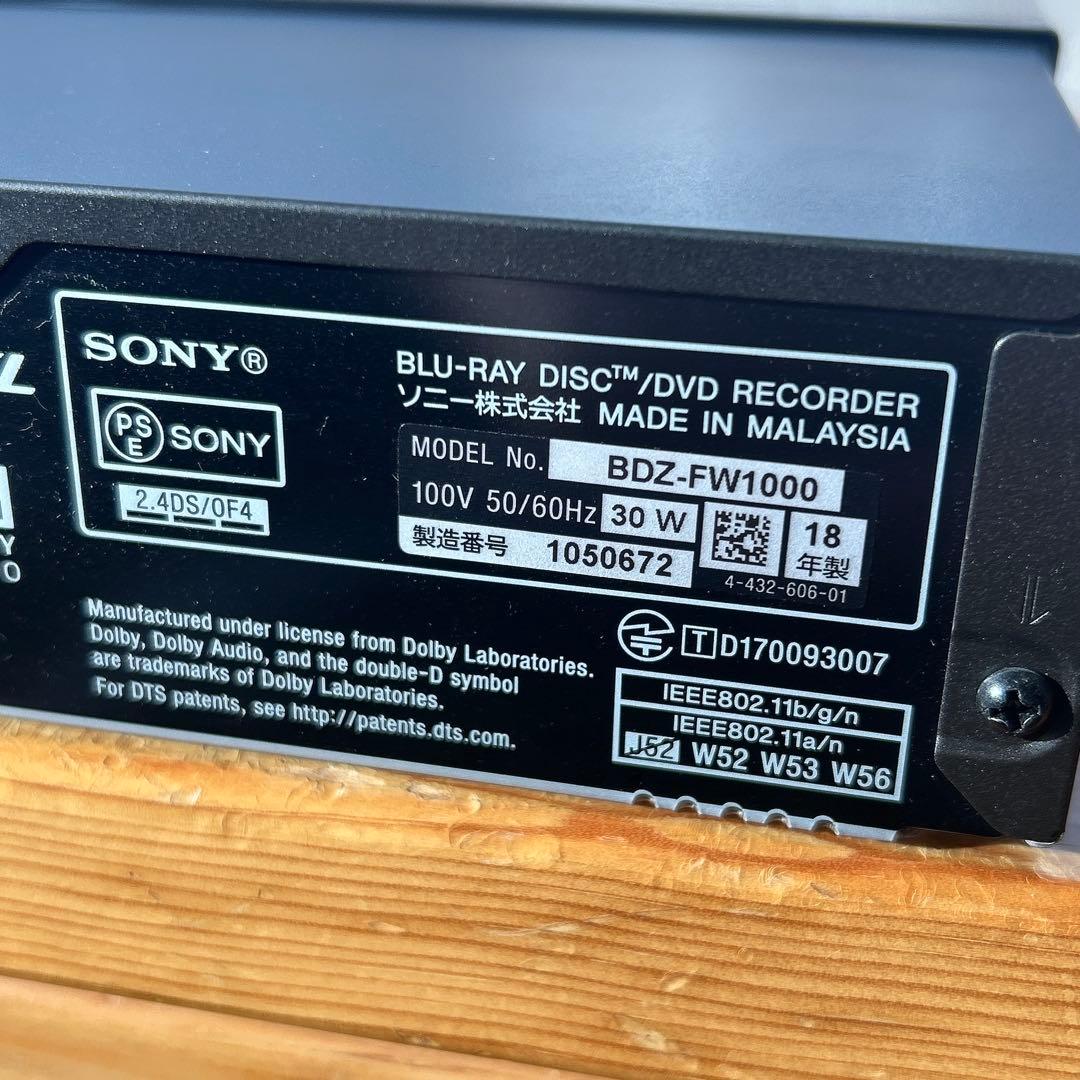 SONY®
PSE SONY
2.4DS/OF4
BLU-RAY DISC™/DVD RECORDER
ソニー株式会社 MADE IN MALAYSIA
MODEL No. BDZ-FW1000
100V 50/60Hz 30 W
製造番号 1050672
18
年製
4-432-606-01
Manufactured under license from Dolby Laboratories.
Dolby, Dolby Audio, and the double-D symbol
are trademarks of Dolby Laboratories.
For DTS patents, see http://patents.dts.com.
T D170093007
IEEE802.11b/g/n
IEEE802.11a/n
J52 W52 W53 W56